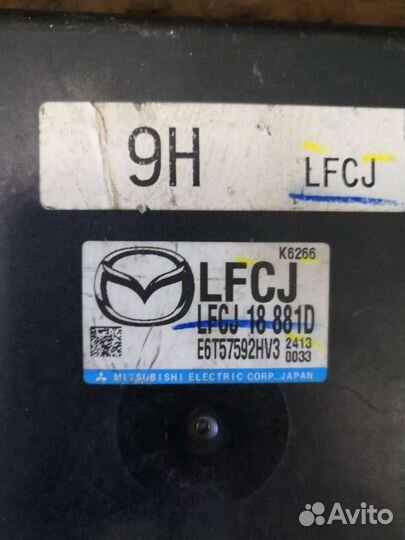 9H LFCJ
K6266
LFCJ
LFCJ 18 881D
E6T57592HV3 2413
0033
MITSUBISHI ELECTRIC CORP., JAPAN
Avito